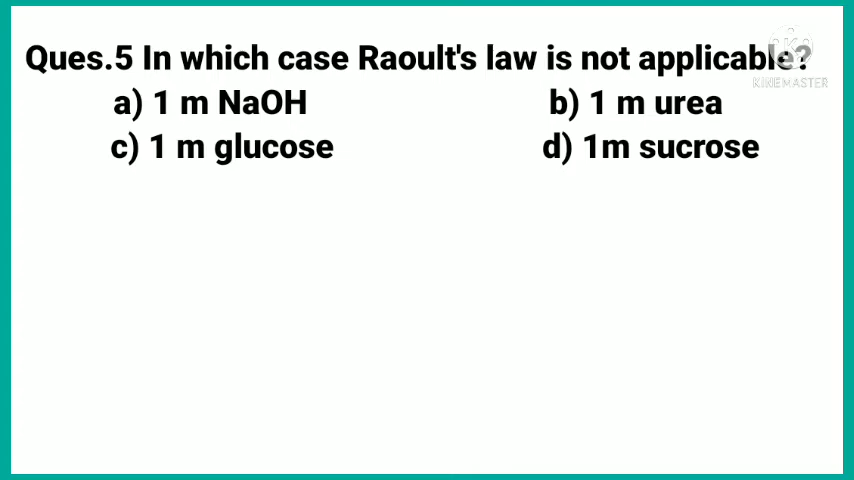 Ques.5 In which case Raoult's law is not applicable?
KINEMASTER
a) 1 m NaOH b) 1 m urea
c) 1 m glucose d) 1m sucrose